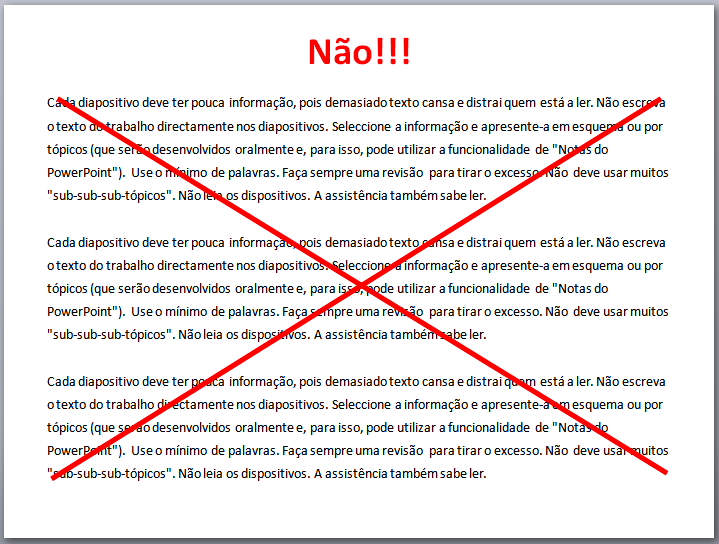 Não!!!
Cada diapositivo deve ter pouca informação, pois demasiado texto cansa e distrai quem está a ler. Não escreva
o texto do trabalho directamente nos diapositivos. Seleccione a informação e apresente-a em esquema ou por
tópicos (que serão desenvolvidos oralmente e, para isso, pode utilizar a funcionalidade de "Notas do
PowerPoint"). Use o mínimo de palavras. Faça sempre uma revisão para tirar o excesso. Não deve usar muitos
"sub-sub-sub-tópicos". Não leia os dispositivos. A assistência também sabe ler.
Cada diapositivo deve ter pouca informação, pois demasiado texto cansa e distrai quem está a ler. Não escreva
o texto do trabalho directamente nos diapositivos. Seleccione a informação e apresente-a em esquema ou por
tópicos (que serão desenvolvidos oralmente e, para isso, pode utilizar a funcionalidade de "Notas do
PowerPoint"). Use o mínimo de palavras. Faça sempre uma revisão para tirar o excesso. Não deve usar muitos
"sub-sub-sub-tópicos". Não leia os dispositivos. A assistência também sabe ler.
Cada diapositivo deve ter pouca informação, pois demasiado texto cansa e distrai quem está a ler. Não escreva
o texto do trabalho directamente nos diapositivos. Seleccione a informação e apresente-a em esquema ou por
tópicos (que serão desenvolvidos oralmente e, para isso, pode utilizar a funcionalidade de "Notas do
PowerPoint"). Use o mínimo de palavras. Faça sempre uma revisão para tirar o excesso. Não deve usar muitos
"sub-sub-sub-tópicos". Não leia os dispositivos. A assistência também sabe ler.